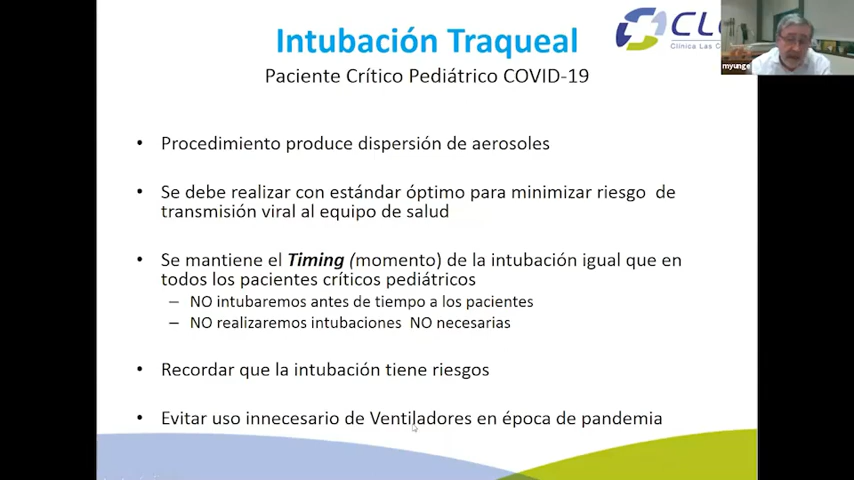 Intubación Traqueal
Paciente Crítico Pediátrico COVID-19
Clínica Las
myunge
• Procedimiento produce dispersión de aerosoles
• Se debe realizar con estándar óptimo para minimizar riesgo de
transmisión viral al equipo de salud
• Se mantiene el Timing (momento) de la intubación igual que en
todos los pacientes críticos pediátricos
– NO intubaremos antes de tiempo a los pacientes
– NO realizaremos intubaciones NO necesarias
• Recordar que la intubación tiene riesgos
• Evitar uso innecesario de Ventiladores en época de pandemia